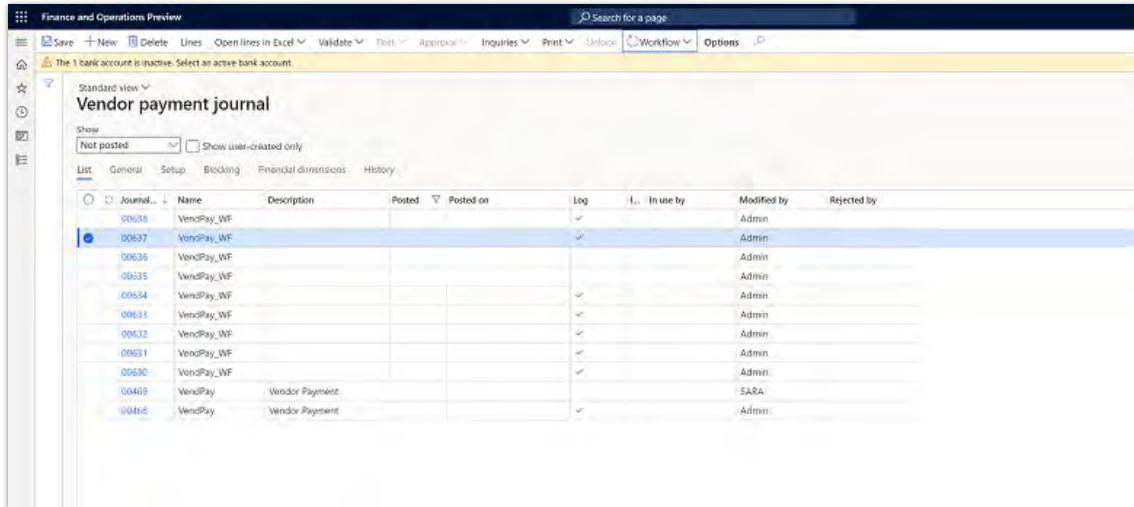 Finance and Operations Preview
Search for a page
Save New Delete Lines Open lines in Excel Validate Post Approval Inquiries Print Unlock Workflow Options
The 1 bank account is inactive. Select an active bank account.
Standard view
Vendor payment journal
Show
Not posted Show user-created only
List General Setup Blocking Financial dimensions History
Journal... Name Description Posted Posted on Log I... In use by Modified by Rejected by
00638 VendPay_WF Admin
00637 VendPay_WF Admin
00636 VendPay_WF Admin
00635 VendPay_WF Admin
00634 VendPay_WF Admin
00633 VendPay_WF Admin
00632 VendPay_WF Admin
00631 VendPay_WF Admin
00630 VendPay_WF Admin
00469 VendPay Vendor Payment SARA
00468 VendPay Vendor Payment Admin